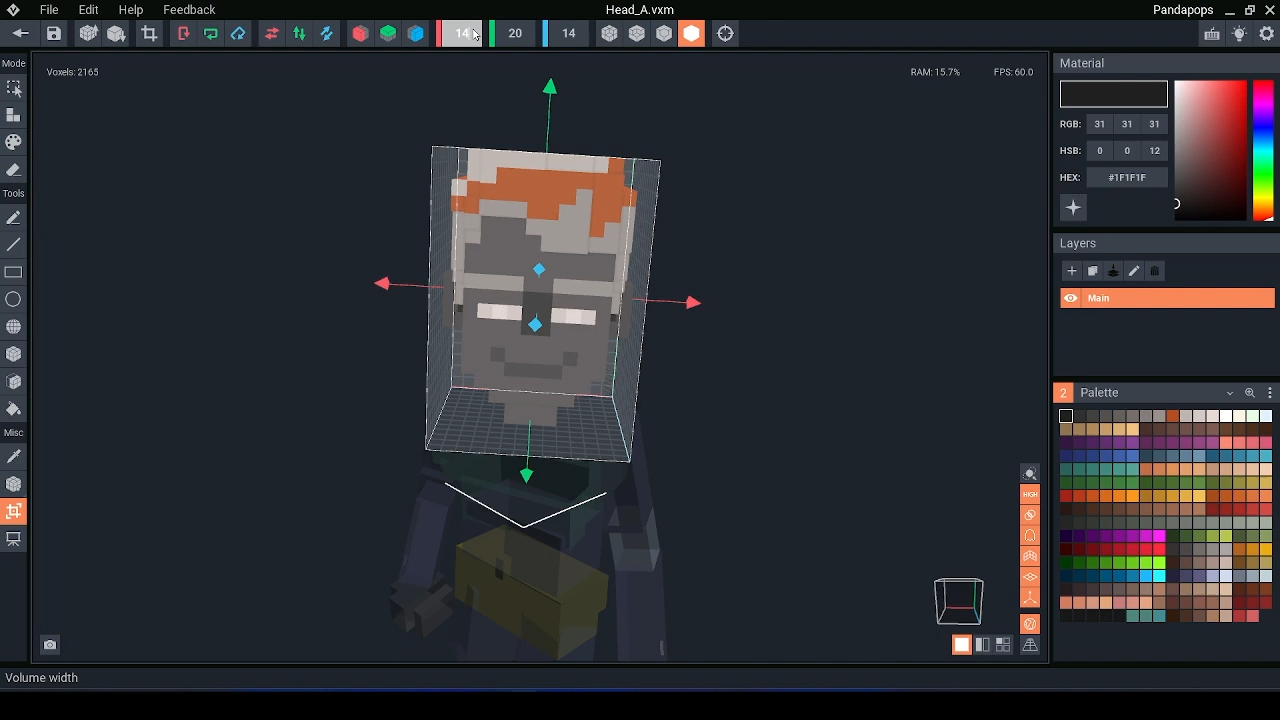 File Edit Help Feedback
Head_A.vxm
Pandapops
14 20 14
Mode
Voxels: 2165
RAM: 15.7%
FPS: 60.0
Material
RGB: 31 31 31
HSB: 0 0 12
HEX: #1F1F1F
Tools
Layers
Main
2 Palette
Misc
HIGH
Volume width